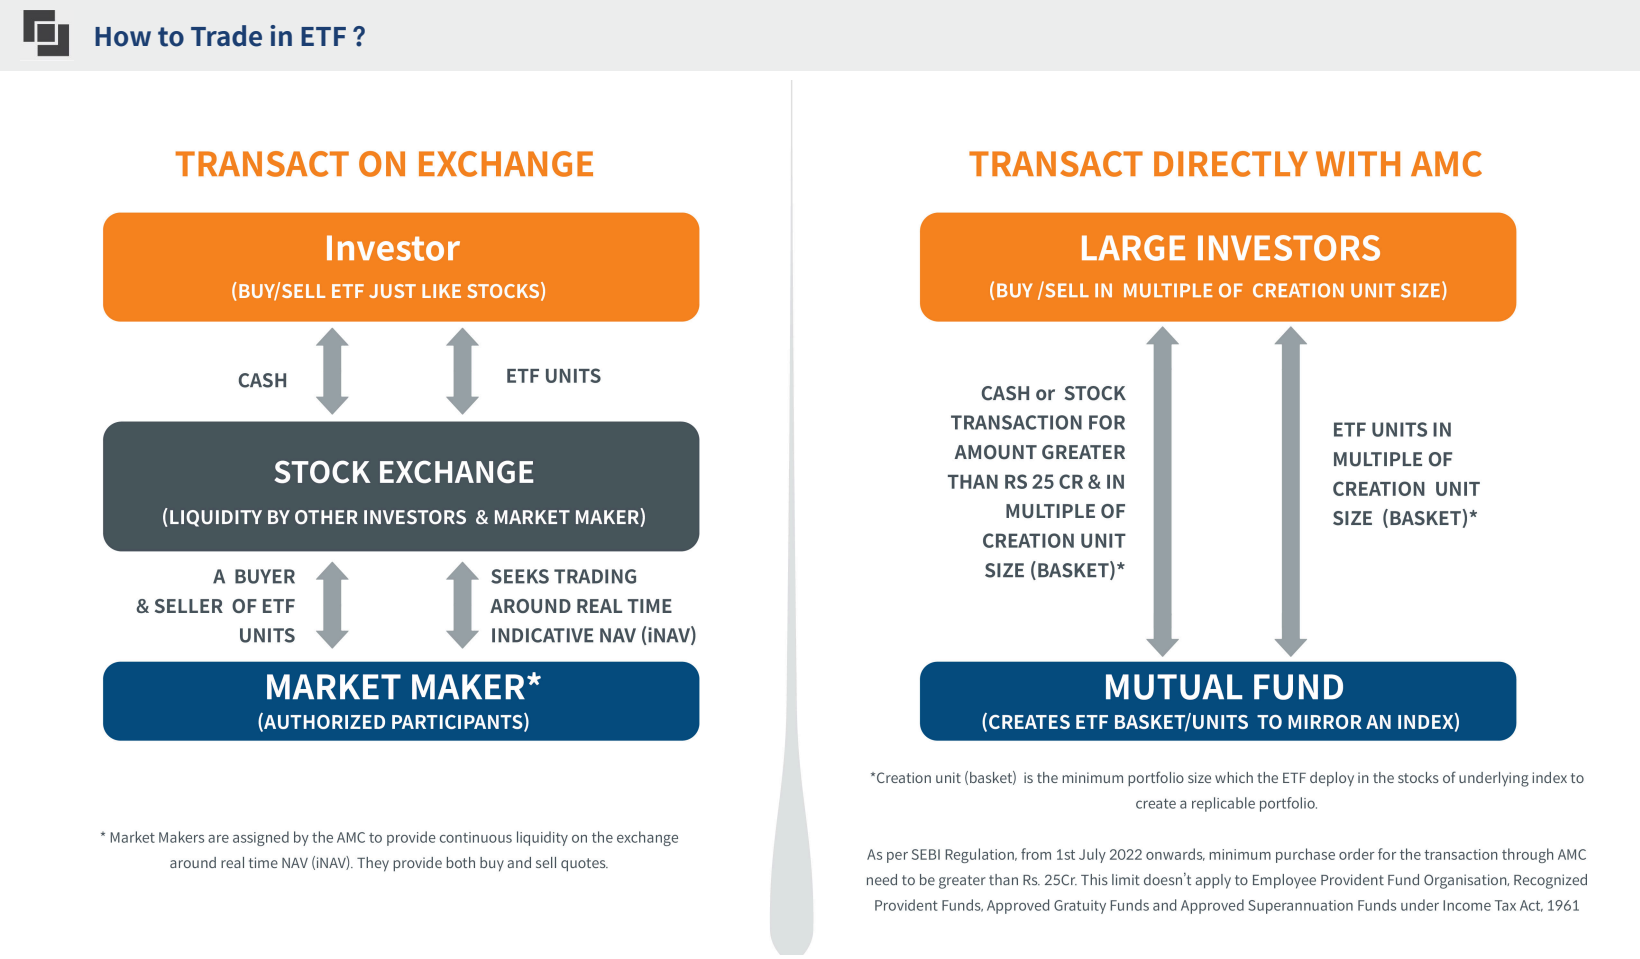 How to Trade in ETF ?
TRANSACT ON EXCHANGE
Investor
(BUY/SELL ETF JUST LIKE STOCKS)
CASH
ETF UNITS
STOCK EXCHANGE
(LIQUIDITY BY OTHER INVESTORS & MARKET MAKER)
A BUYER
& SELLER OF ETF
UNITS
SEEKS TRADING
AROUND REAL TIME
INDICATIVE NAV (iNAV)
MARKET MAKER*
(AUTHORIZED PARTICIPANTS)
* Market Makers are assigned by the AMC to provide continuous liquidity on the exchange
around real time NAV (iNAV). They provide both buy and sell quotes.
TRANSACT DIRECTLY WITH AMC
LARGE INVESTORS
(BUY /SELL IN MULTIPLE OF CREATION UNIT SIZE)
CASH or STOCK
TRANSACTION FOR
AMOUNT GREATER
THAN RS 25 CR & IN
MULTIPLE OF
CREATION UNIT
SIZE (BASKET)*
ETF UNITS IN
MULTIPLE OF
CREATION UNIT
SIZE (BASKET)*
MUTUAL FUND
(CREATES ETF BASKET/UNITS TO MIRROR AN INDEX)
*Creation unit (basket) is the minimum portfolio size which the ETF deploy in the stocks of underlying index to
create a replicable portfolio.
As per SEBI Regulation, from 1st July 2022 onwards, minimum purchase order for the transaction through AMC
need to be greater than Rs. 25Cr. This limit doesn't apply to Employee Provident Fund Organisation, Recognized
Provident Funds, Approved Gratuity Funds and Approved Superannuation Funds under Income Tax Act, 1961